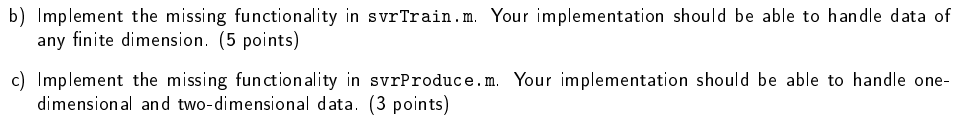 b) Implement the missing functionality in svrTrain.m. Your implementation should be able to handle data of
any finite dimension. (5 points)
c) Implement the missing functionality in svrProduce.m. Your implementation should be able to handle one-
dimensional and two-dimensional data. (3 points)